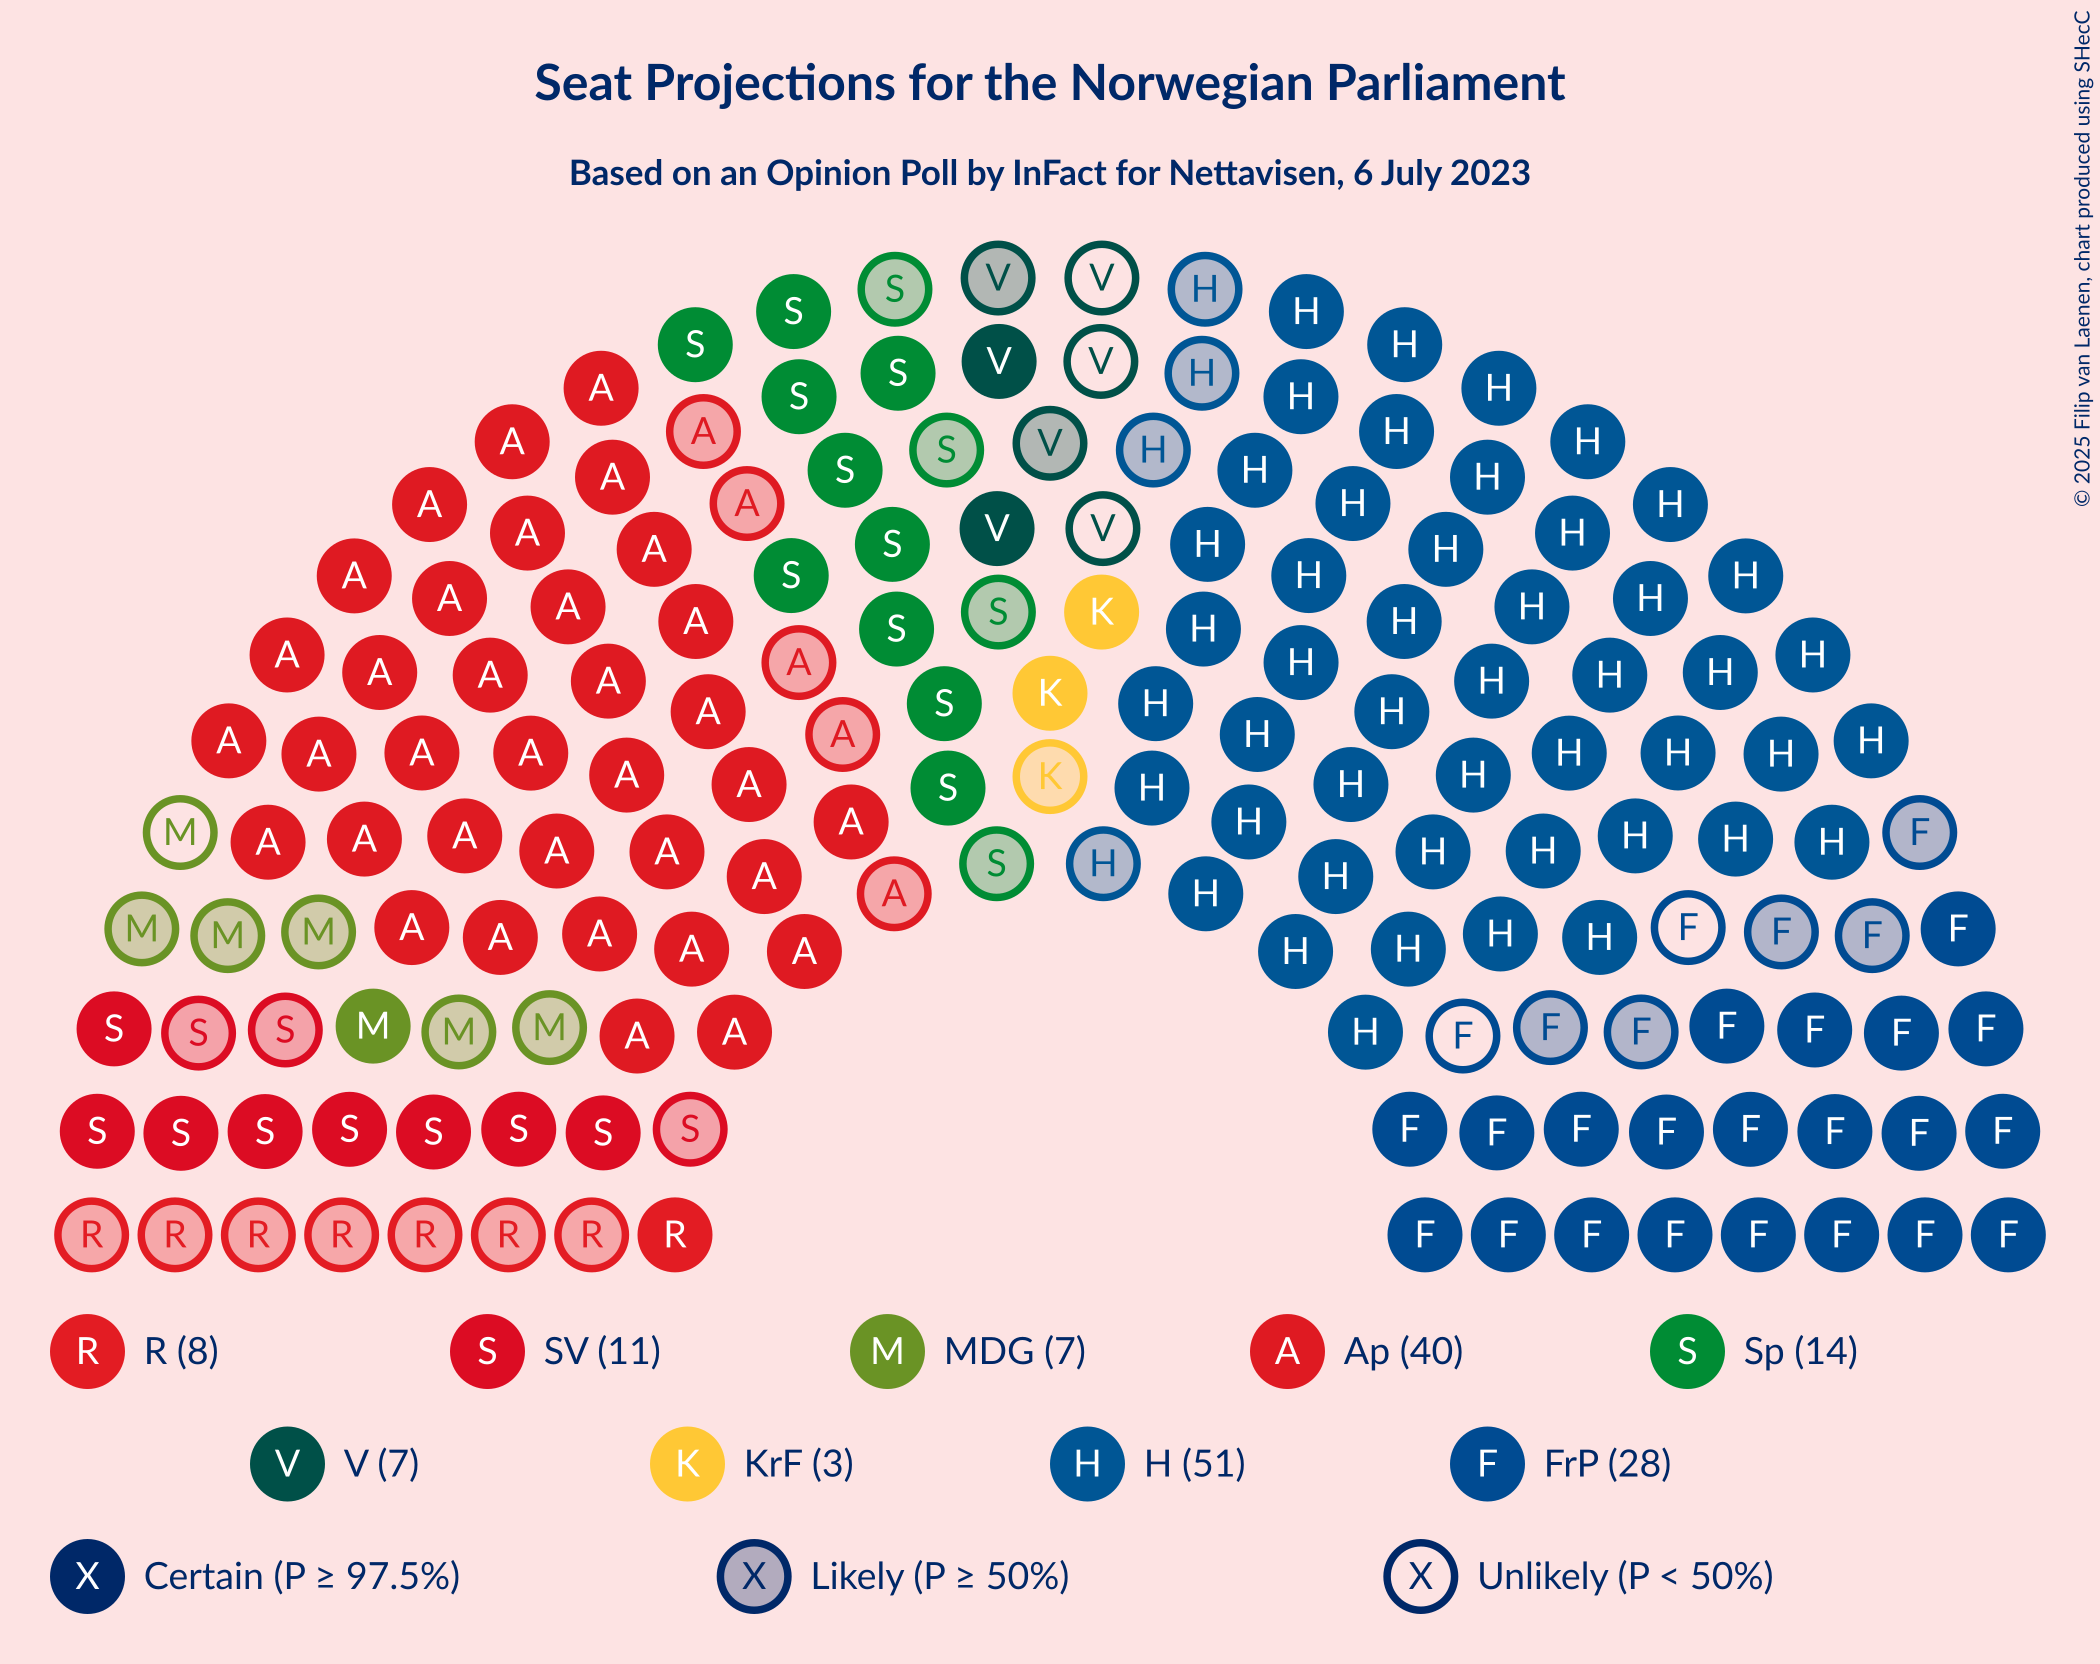 Seat Projections for the Norwegian Parliament
Based on an Opinion Poll by InFact for Nettavisen, 6 July 2023
© 2025 Filip van Laenen, chart produced using SHecC
S V V H
S S H H
A S S V V H H H
A A S S V H H H H
A A A A S S V H H H H H
A A A S S V H H H H H
A A A A S S K H H H H H H
A A A A A S K H H H H H H
A A A A A A A S K H H H H H H H H
M A A A A A A A S H H H H H H H H F
M M M A A A A A A H H H H H F F F F
S S S M M M A A H F F F F F F F
S S S S S S S S F F F F F F F F
R R R R R R R R F F F F F F F F
R R (8) S SV (11) M MDG (7) A Ap (40) S Sp (14)
V V (7) K KrF (3) H H (51) F FrP (28)
X Certain (P ≥ 97.5%) X Likely (P ≥ 50%) X Unlikely (P < 50%)